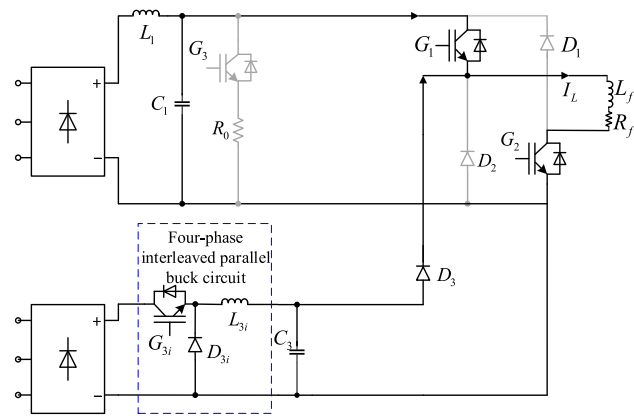 L1
G1
D1
G3
+
C1
IL
Lf
R0
Rf
G2
D2
−
Four-phase
interleaved parallel
buck circuit
D3
+
L3i
G3i
D3i
C3
−